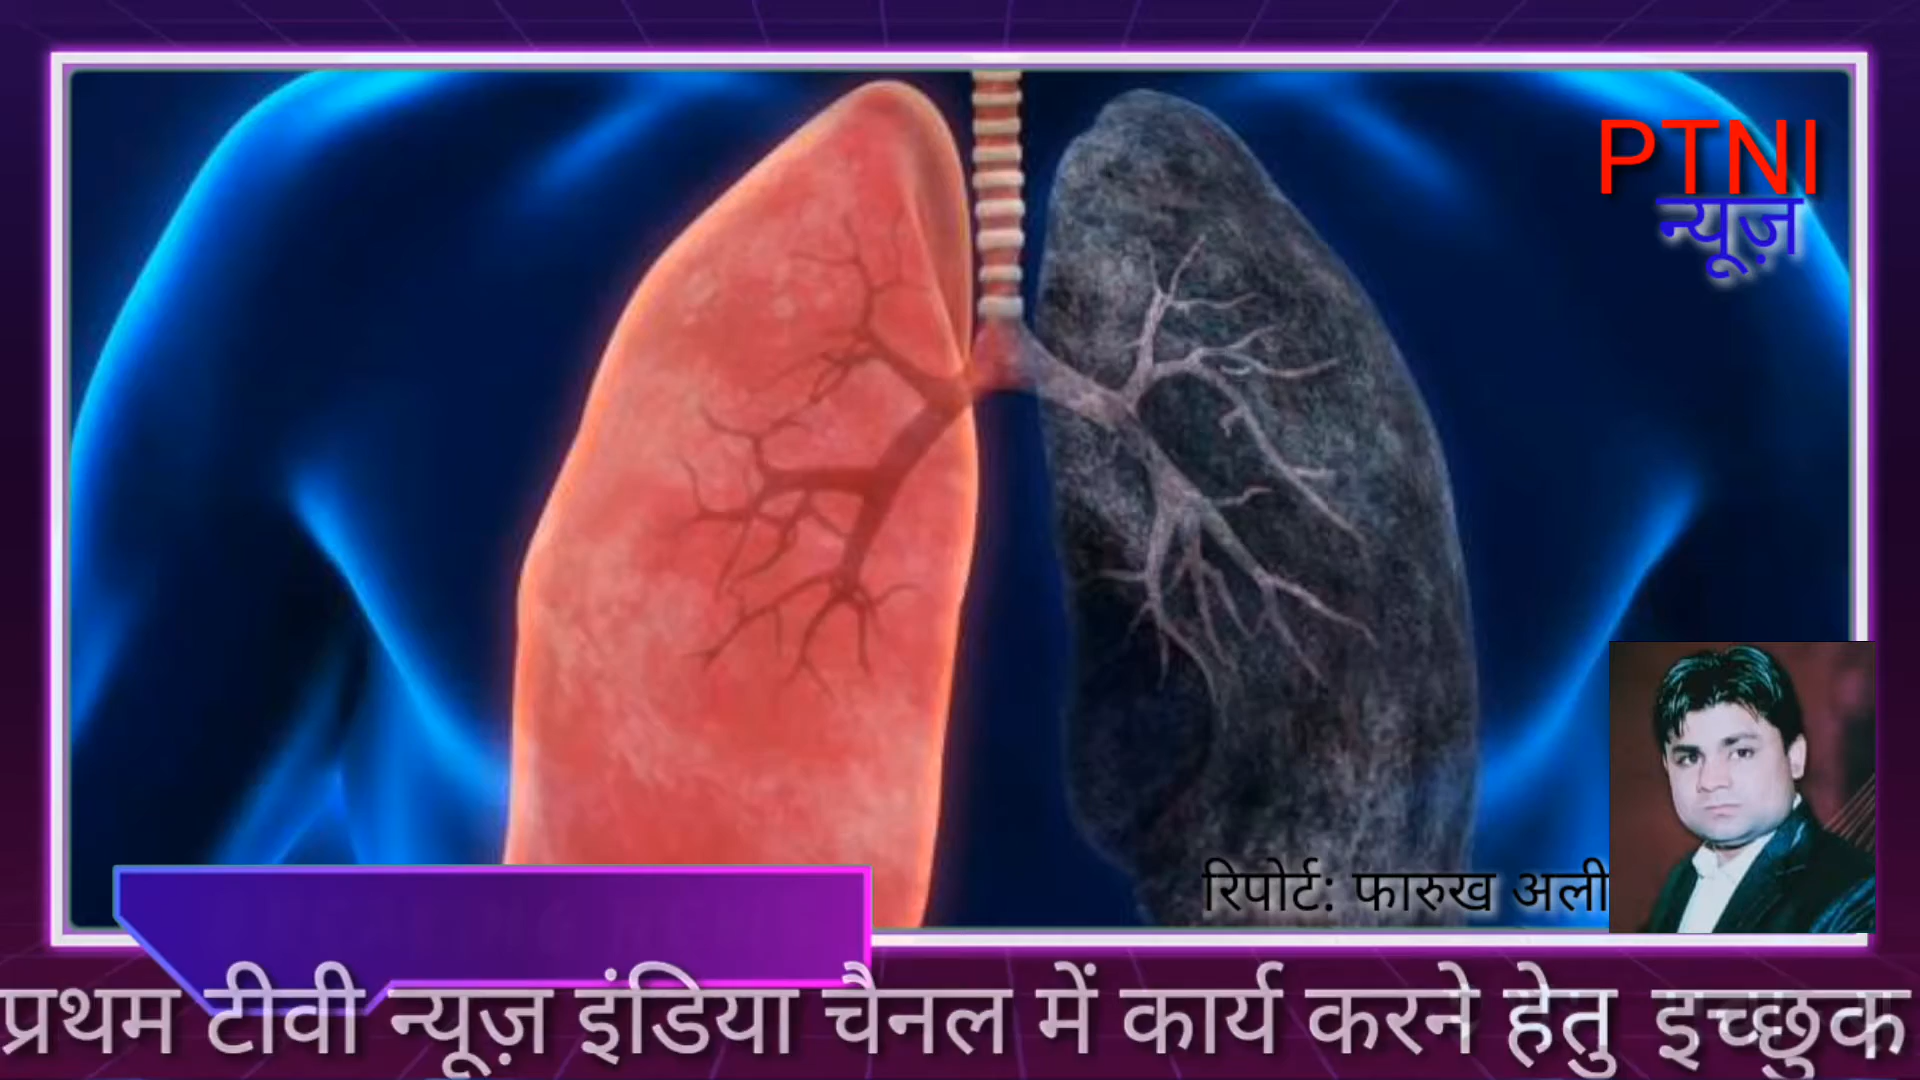 PTNI
न्यूज़
रिपोर्ट: फारुख अली
प्रथम टीवी न्यूज़ इंडिया चैनल में कार्य करने हेतु इच्छुक